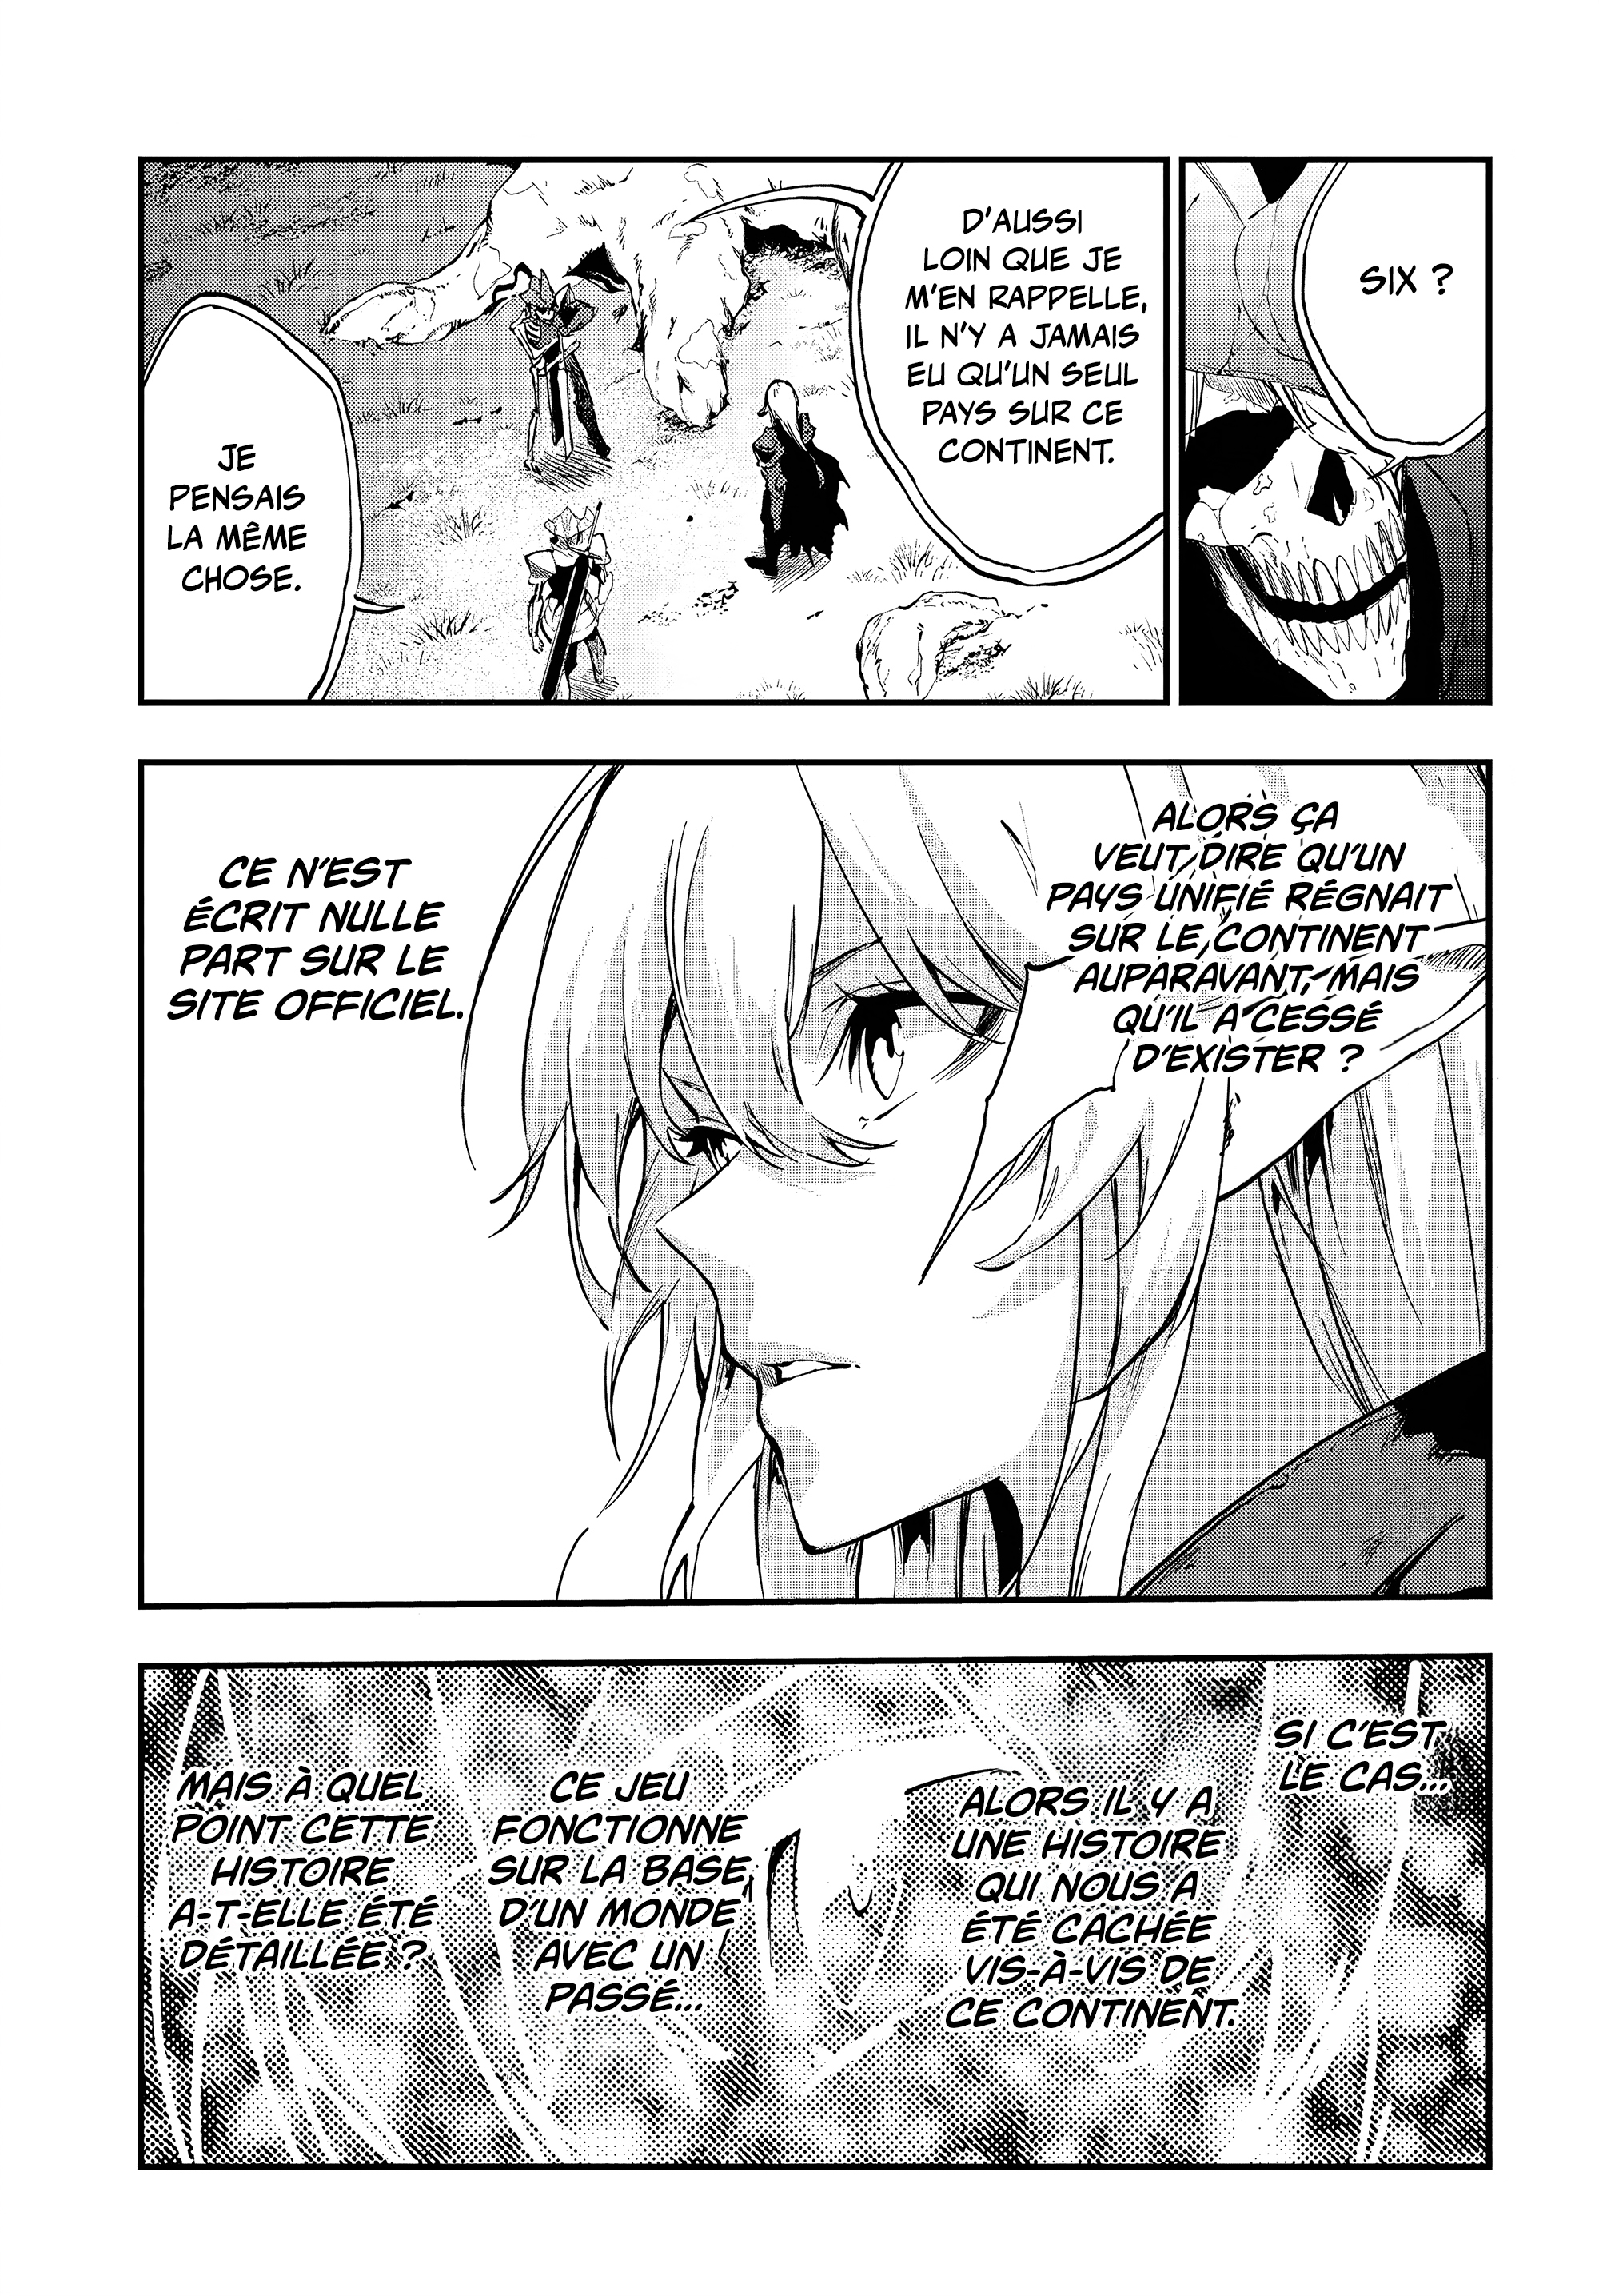 SIX ?
D'AUSSI
LOIN QUE JE
M'EN RAPPELLE,
IL N'Y A JAMAIS
EU QU'UN SEUL
PAYS SUR CE
CONTINENT.
JE
PENSAIS
LA MÊME
CHOSE.
ALORS ÇA
VEUT DIRE QU'UN
PAYS UNIFIÉ RÉGNAIT
SUR LE CONTINENT
AUPARAVANT, MAIS
QU'IL A CESSÉ
D'EXISTER ?
CE N'EST
ÉCRIT NULLE
PART SUR LE
SITE OFFICIEL.
SI C'EST
LE CAS...
ALORS IL Y A
UNE HISTOIRE
QUI NOUS A
ÉTÉ CACHÉE
VIS-À-VIS DE
CE CONTINENT.
CE JEU
FONCTIONNE
SUR LA BASE
D'UN MONDE
AVEC UN
PASSÉ...
MAIS À QUEL
POINT CETTE
HISTOIRE
A-T-ELLE ÉTÉ
DÉTAILLÉE ?